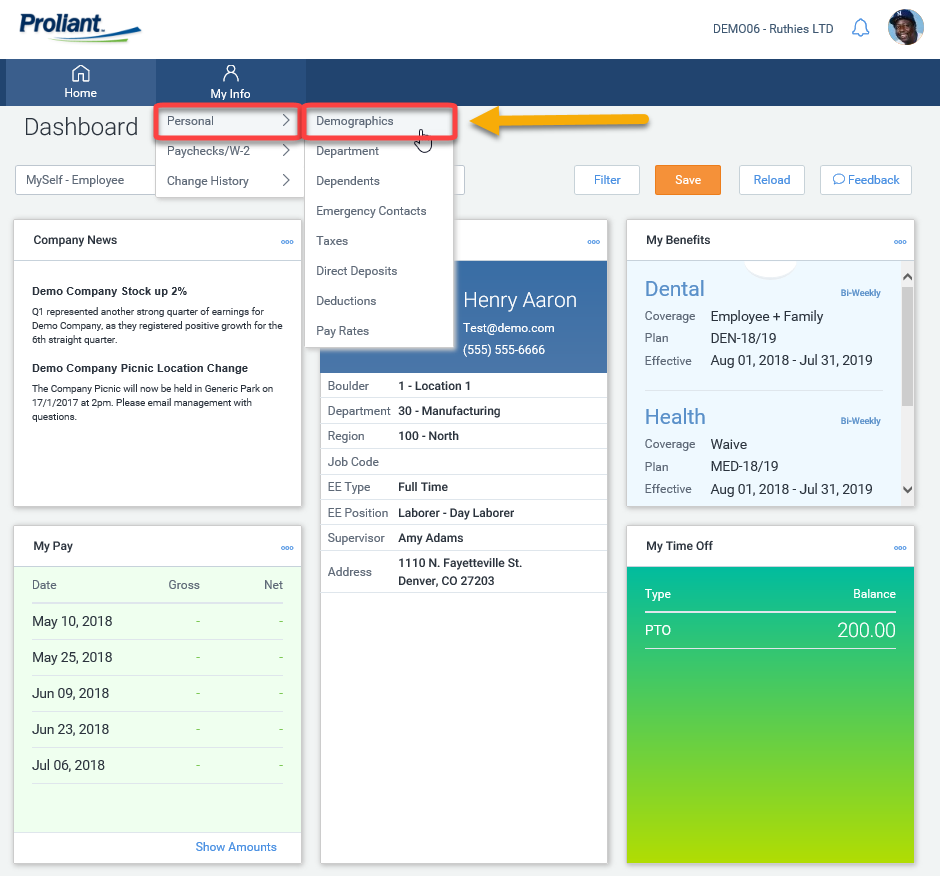 Proliant
DEMO06 - Ruthies LTD
Home
My Info
Dashboard
Personal
Paychecks/W-2
Change History
Demographics
Department
Dependents
Emergency Contacts
Taxes
Direct Deposits
Deductions
Pay Rates
MySelf - Employee
Filter
Save
Reload
Feedback
Company News
Demo Company Stock up 2%
Q1 represented another strong quarter of earnings for
Demo Company, as they registered positive growth for the
6th straight quarter.
Demo Company Picnic Location Change
The Company Picnic will now be held in Generic Park on
17/1/2017 at 2pm. Please email management with
questions.
Henry Aaron
Test@demo.com
(555) 555-6666
Boulder 1 - Location 1
Department 30 - Manufacturing
Region 100 - North
Job Code
EE Type Full Time
EE Position Laborer - Day Laborer
Supervisor Amy Adams
Address 1110 N. Fayetteville St.
Denver, CO 27203
My Benefits
Dental Bi-Weekly
Coverage Employee + Family
Plan DEN-18/19
Effective Aug 01, 2018 - Jul 31, 2019
Health Bi-Weekly
Coverage Waive
Plan MED-18/19
Effective Aug 01, 2018 - Jul 31, 2019
My Pay
Date Gross Net
May 10, 2018 - -
May 25, 2018 - -
Jun 09, 2018 - -
Jun 23, 2018 - -
Jul 06, 2018 - -
Show Amounts
My Time Off
Type Balance
PTO 200.00